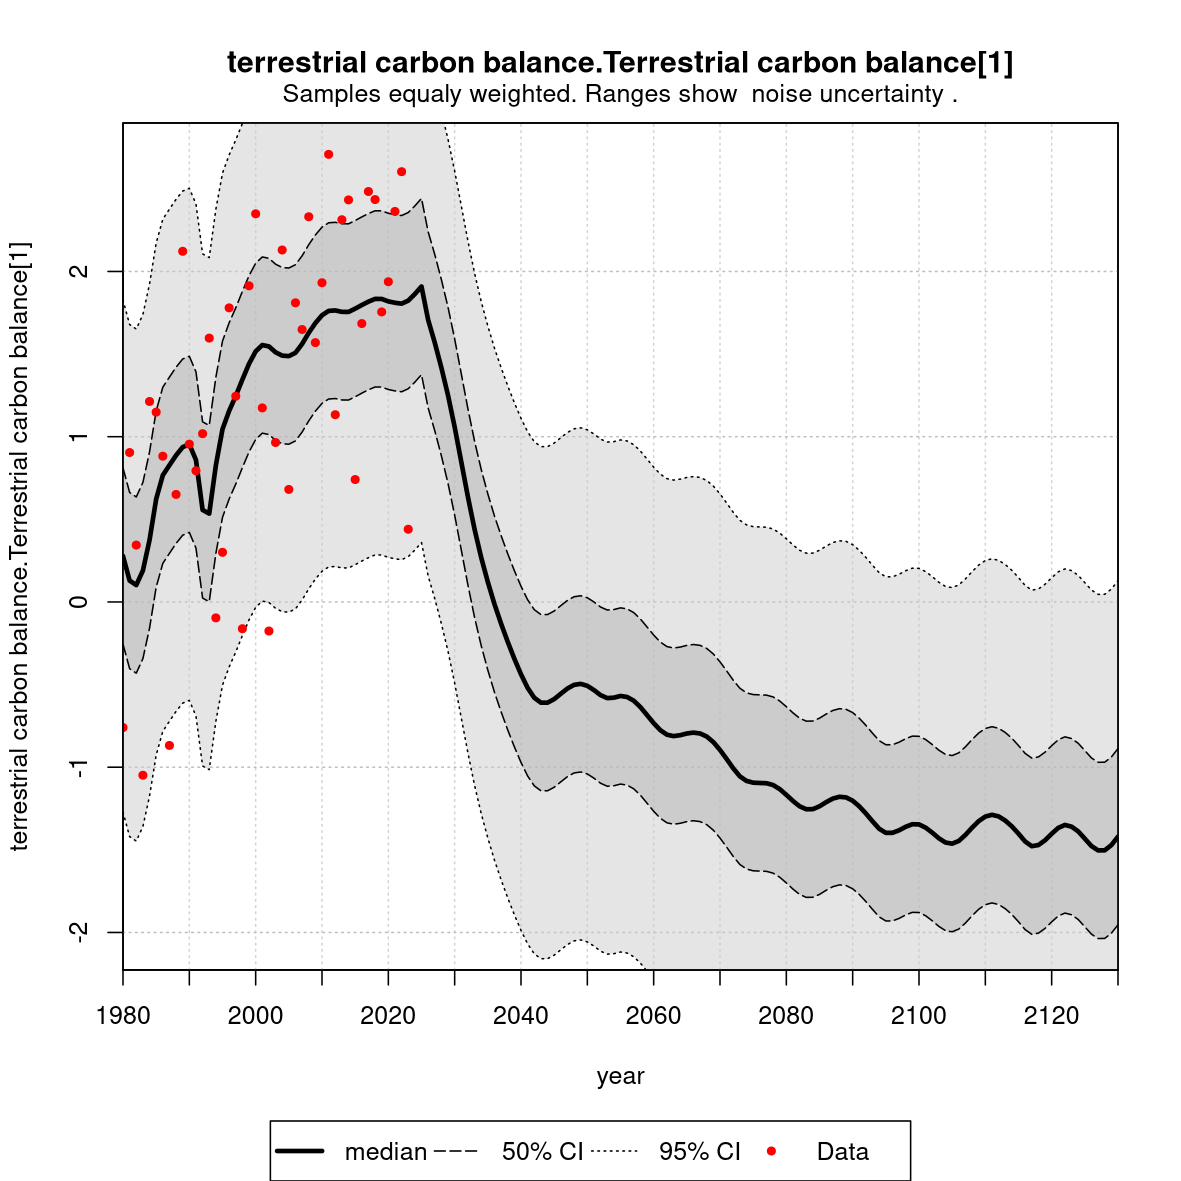 terrestrial carbon balance.Terrestrial carbon balance[1]
Samples equaly weighted. Ranges show  noise uncertainty .
terrestrial carbon balance.Terrestrial carbon balance[1]
2
1
0
-1
-2
1980 2000 2020 2040 2060 2080 2100 2120
year
median 50% CI 95% CI Data